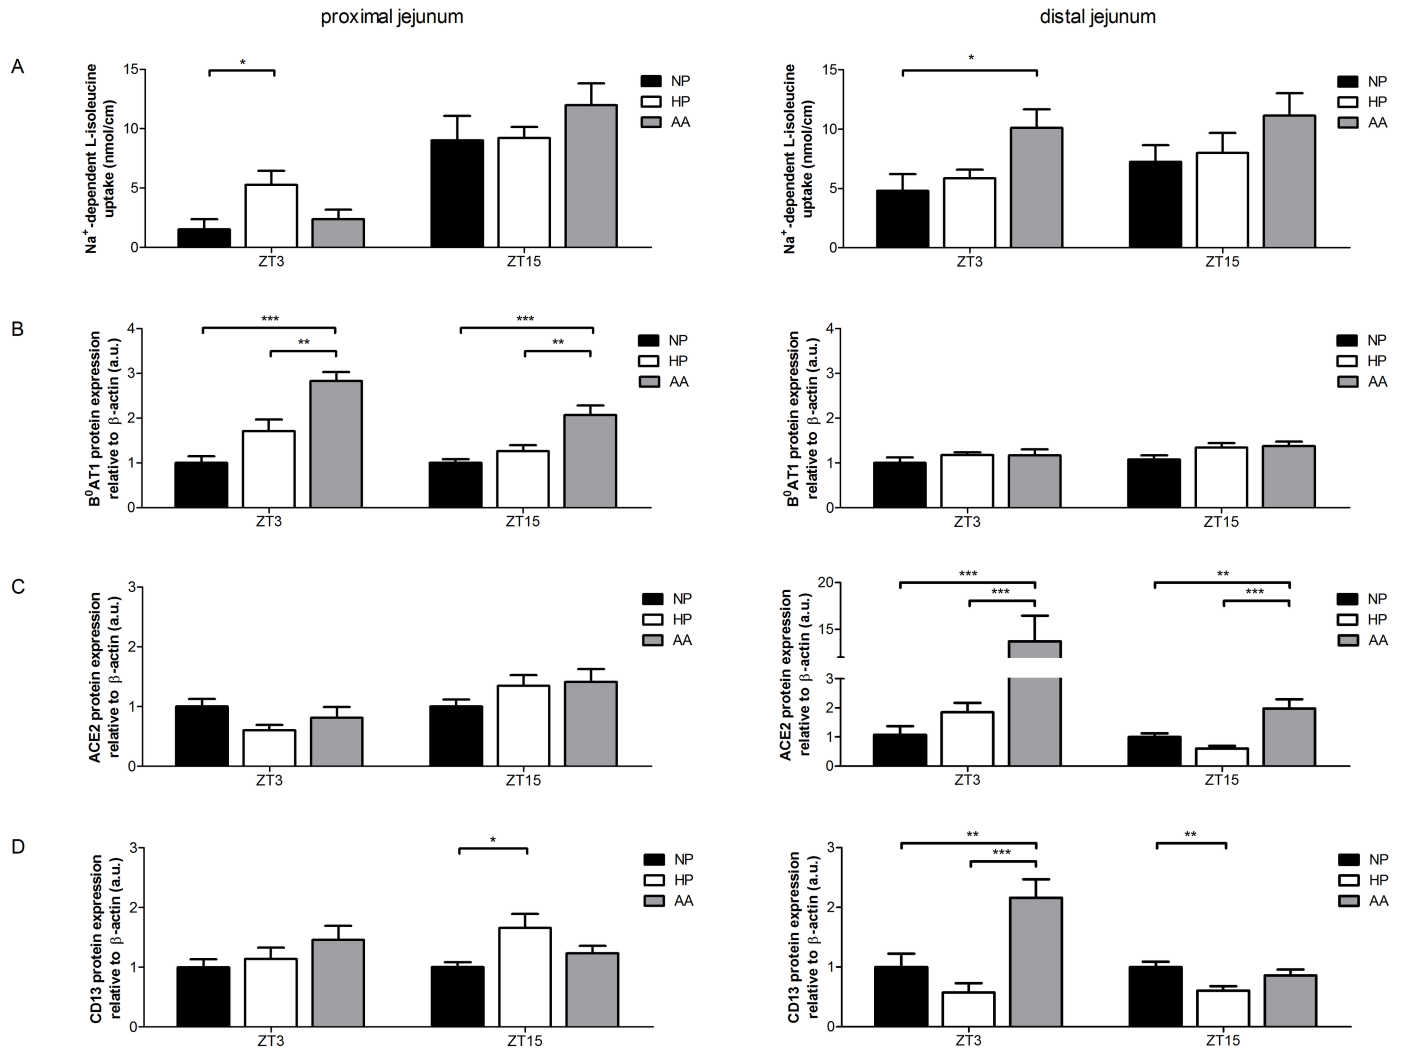 proximal jejunum
distal jejunum
A
Na⁺-dependent L-isoleucine
uptake (nmol/cm)
15
10
5
0
*
ZT3
ZT15
NP
HP
AA
Na⁺-dependent L-isoleucine
uptake (nmol/cm)
15
10
5
0
*
ZT3
ZT15
NP
HP
AA
B
B⁰AT1 protein expression
relative to β-actin (a.u.)
4
3
2
1
0
***
**
***
**
ZT3
ZT15
NP
HP
AA
B⁰AT1 protein expression
relative to β-actin (a.u.)
4
3
2
1
0
ZT3
ZT15
NP
HP
AA
C
ACE2 protein expression
relative to β-actin (a.u.)
3
2
1
0
ZT3
ZT15
NP
HP
AA
ACE2 protein expression
relative to β-actin (a.u.)
20
15
3
2
1
0
***
***
**
***
ZT3
ZT15
NP
HP
AA
D
CD13 protein expression
relative to β-actin (a.u.)
3
2
1
0
*
ZT3
ZT15
NP
HP
AA
CD13 protein expression
relative to β-actin (a.u.)
3
2
1
0
**
***
**
ZT3
ZT15
NP
HP
AA